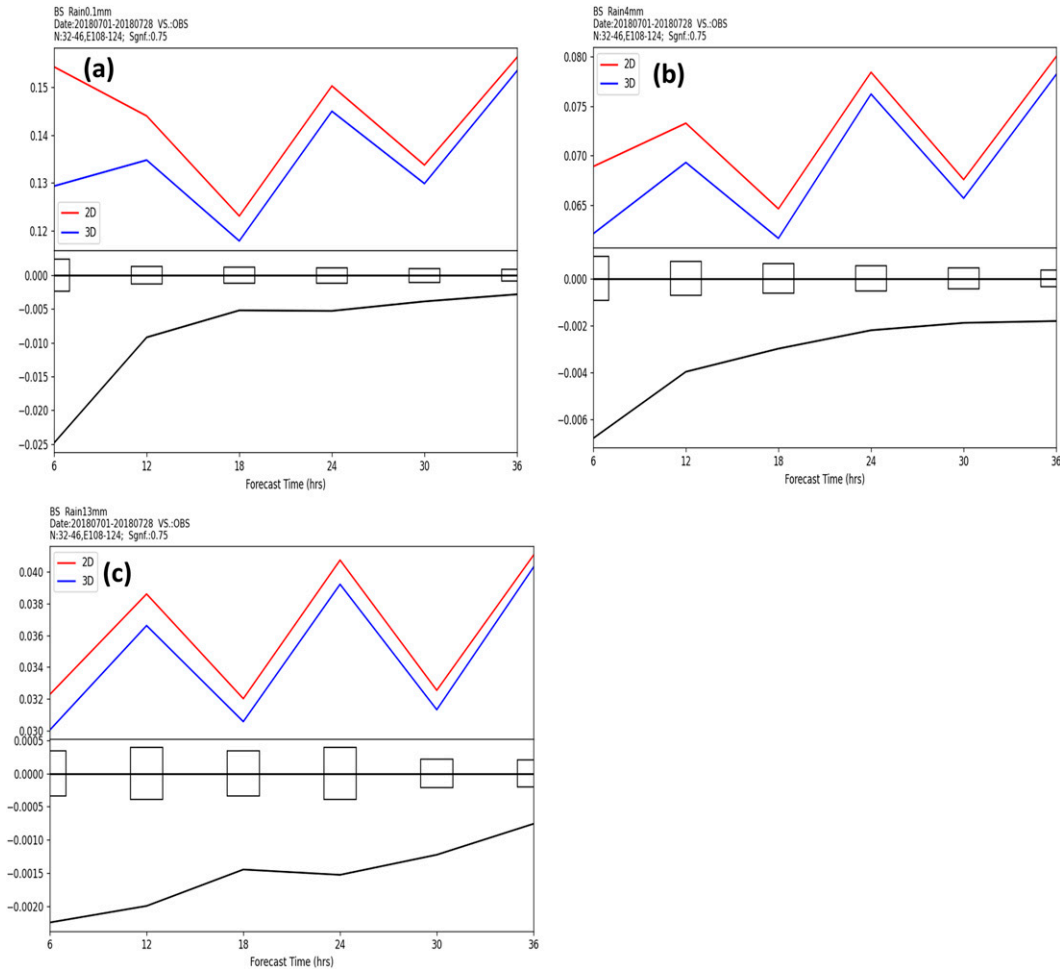 BS Rain0.1mm
Date:20180701-20180728 VS.:OBS
N:32-46,E108-124; Sgnf.:0.75
(a)
2D
3D
0.15
0.14
0.13
0.12
0.000
−0.005
−0.010
−0.015
−0.020
−0.025
6 12 18 24 30 36
Forecast Time (hrs)
BS Rain4mm
Date:20180701-20180728 VS.:OBS
N:32-46,E108-124; Sgnf.:0.75
(b)
2D
3D
0.080
0.075
0.070
0.065
0.000
−0.002
−0.004
−0.006
6 12 18 24 30 36
Forecast Time (hrs)
BS Rain13mm
Date:20180701-20180728 VS.:OBS
N:32-46,E108-124; Sgnf.:0.75
(c)
2D
3D
0.040
0.038
0.036
0.034
0.032
0.030
0.0005
0.0000
−0.0005
−0.0010
−0.0015
−0.0020
6 12 18 24 30 36
Forecast Time (hrs)